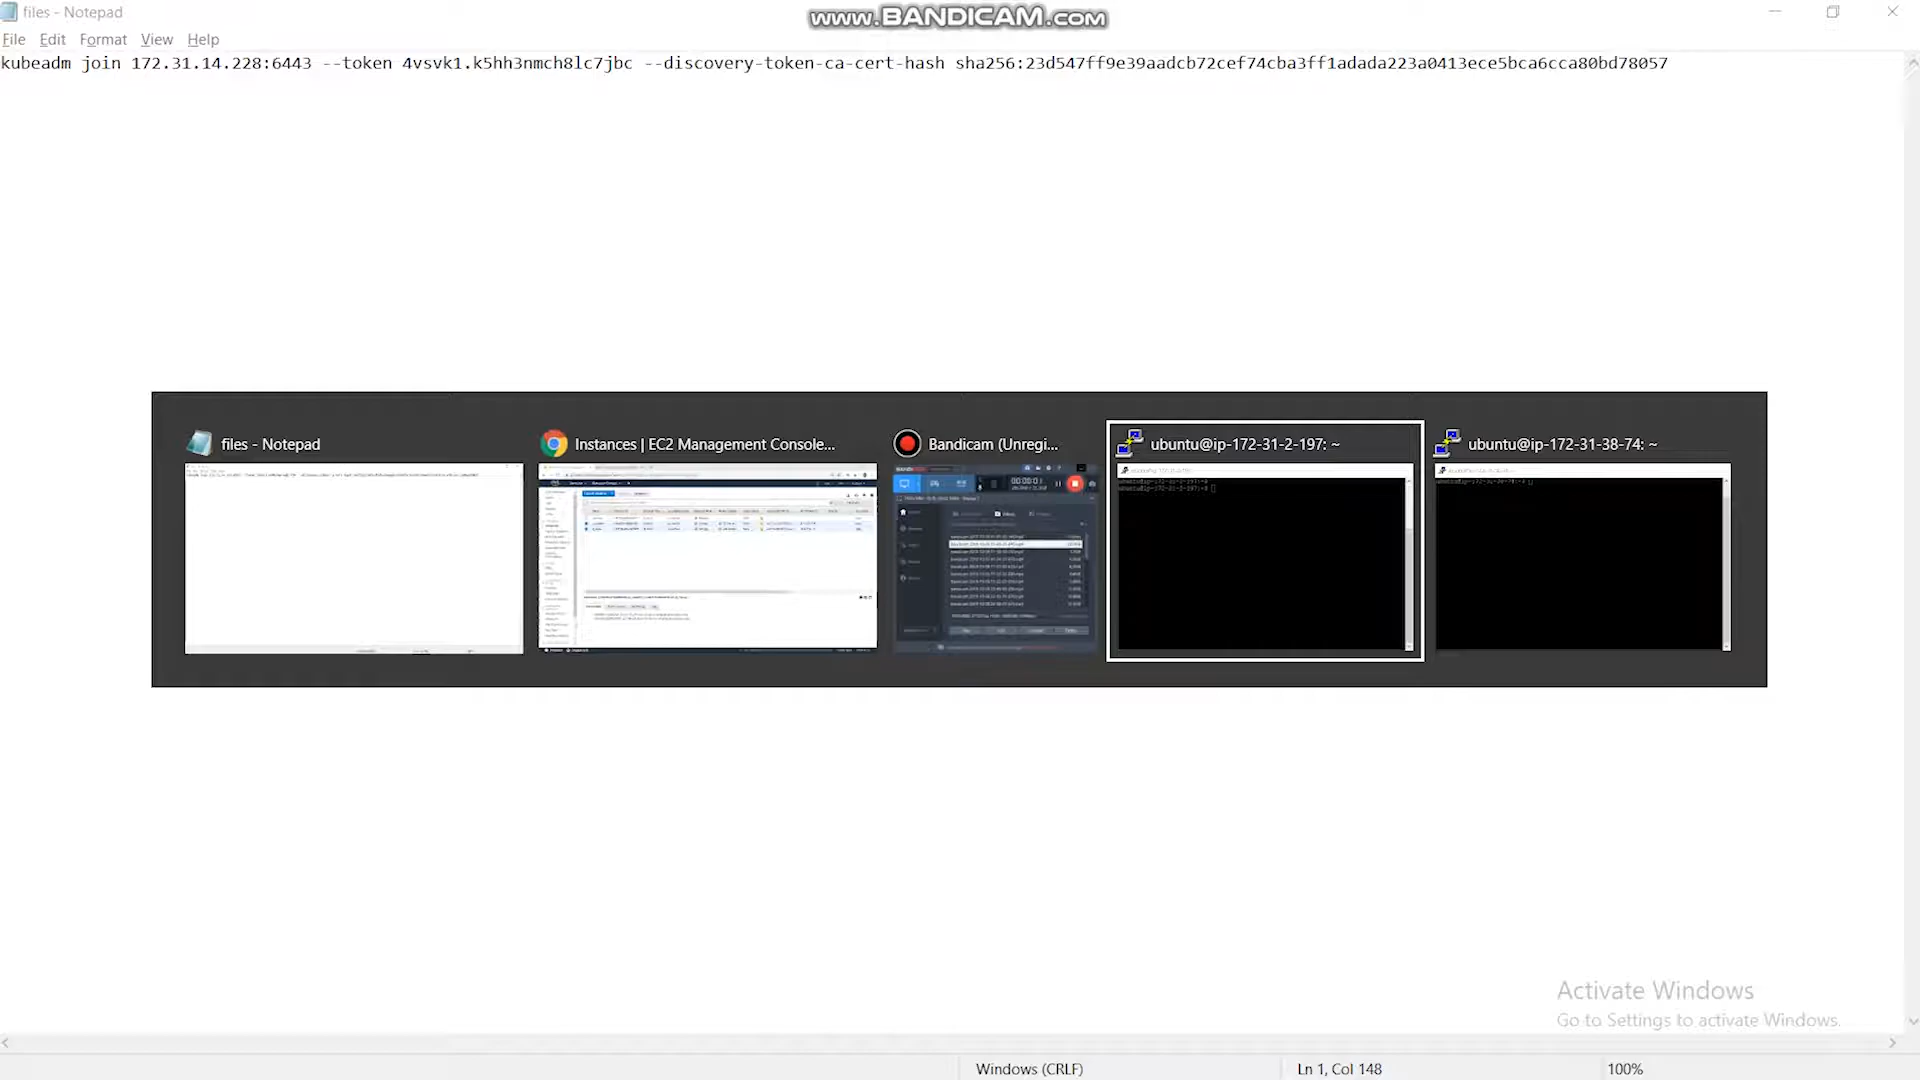 files - Notepad
www.BANDICAM.com
File Edit Format View Help
kubeadm join 172.31.14.228:6443 --token 4vsvk1.k5hh3nmch8lc7jbc --discovery-token-ca-cert-hash sha256:23d547ff9e39aadcb72cef74cba3ff1adada223a0413ece5bca6cca80bd78057
files - Notepad
Instances | EC2 Management Console...
Bandicam (Unregi...
ubuntu@ip-172-31-2-197: ~
ubuntu@ip-172-31-38-74: ~
Activate Windows
Go to Settings to activate Windows.
Windows (CRLF)
Ln 1, Col 148
100%